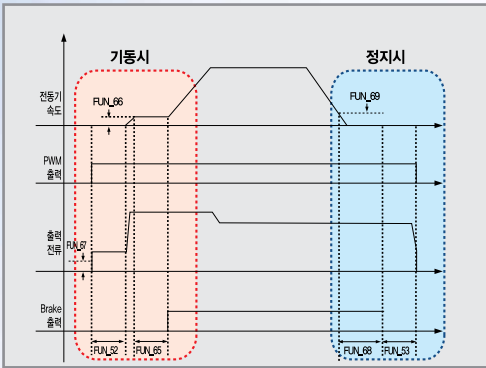 기동시
정지시
전동기
속도
FUN_66
FUN_69
PWM
출력
출력
전류
FUN_67
Brake
출력
FUN_52
FUN_65
FUN_68
FUN_53